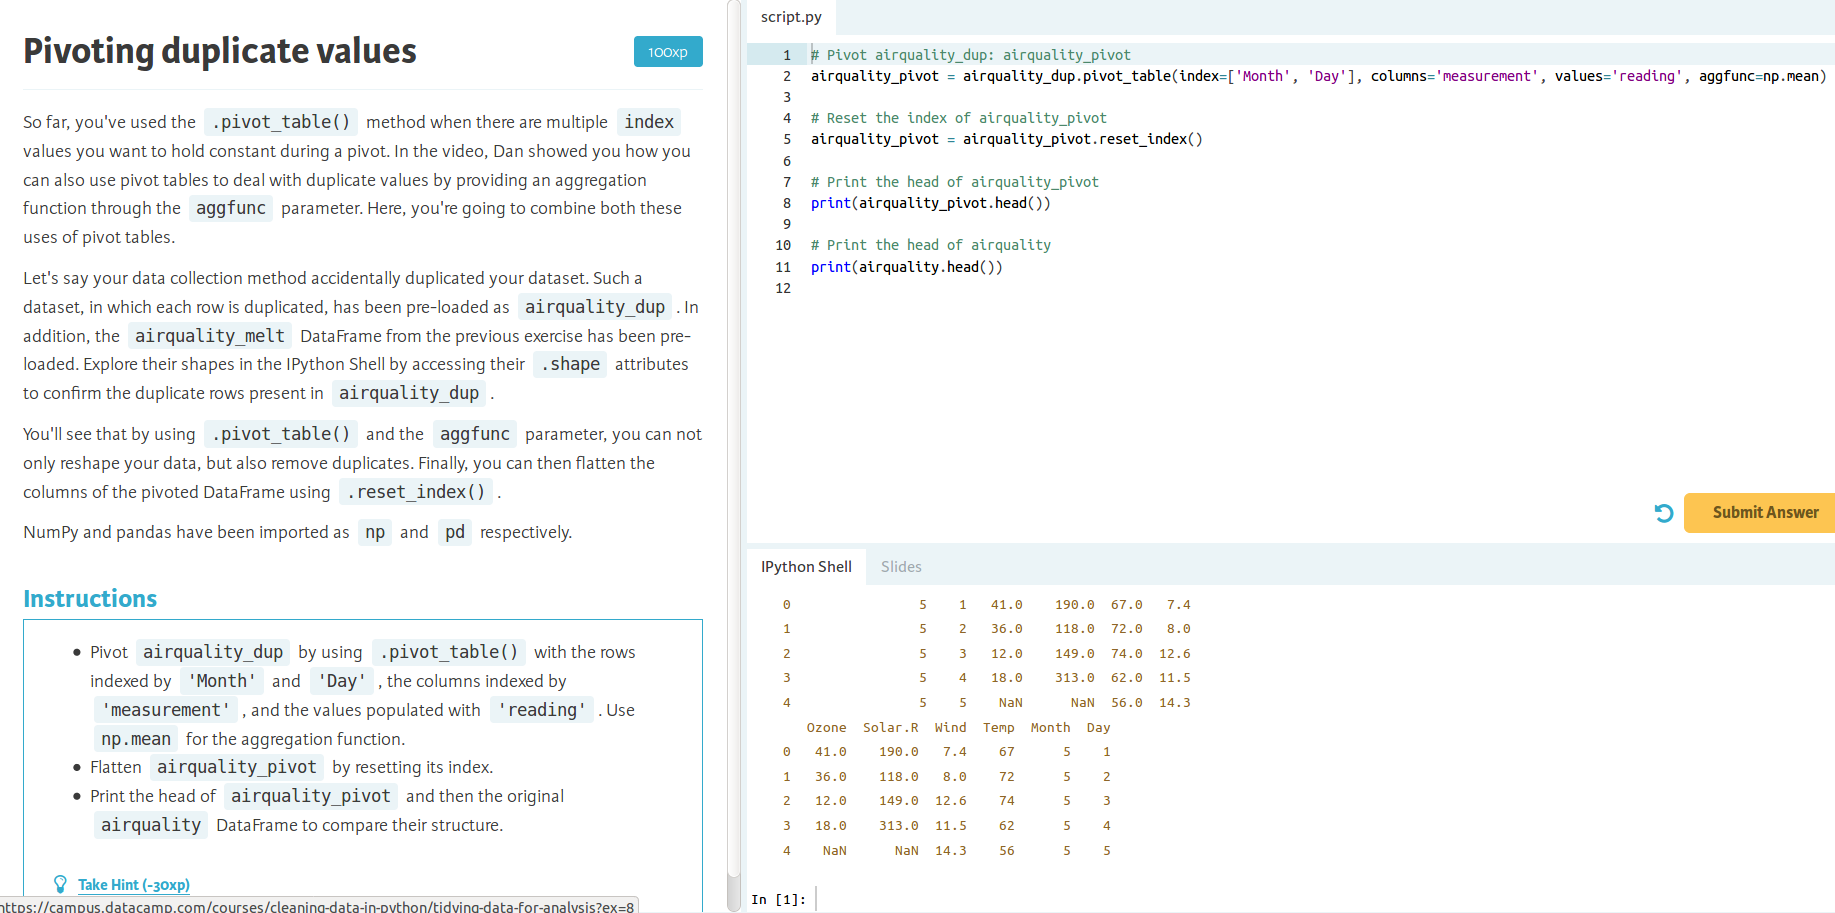 Pivoting duplicate values
100xp
So far, you've used the .pivot_table() method when there are multiple index
values you want to hold constant during a pivot. In the video, Dan showed you how you
can also use pivot tables to deal with duplicate values by providing an aggregation
function through the aggfunc parameter. Here, you're going to combine both these
uses of pivot tables.
Let's say your data collection method accidentally duplicated your dataset. Such a
dataset, in which each row is duplicated, has been pre-loaded as airquality_dup . In
addition, the airquality_melt DataFrame from the previous exercise has been pre-
loaded. Explore their shapes in the IPython Shell by accessing their .shape attributes
to confirm the duplicate rows present in airquality_dup .
You'll see that by using .pivot_table() and the aggfunc parameter, you can not
only reshape your data, but also remove duplicates. Finally, you can then flatten the
columns of the pivoted DataFrame using .reset_index() .
NumPy and pandas have been imported as np and pd respectively.
Instructions
• Pivot airquality_dup by using .pivot_table() with the rows
indexed by 'Month' and 'Day' , the columns indexed by
'measurement' , and the values populated with 'reading' . Use
np.mean for the aggregation function.
• Flatten airquality_pivot by resetting its index.
• Print the head of airquality_pivot and then the original
airquality DataFrame to compare their structure.
Take Hint (-30xp)
https://campus.datacamp.com/courses/cleaning-data-in-python/tidying-data-for-analysis?ex=8
script.py
1 # Pivot airquality_dup: airquality_pivot
2 airquality_pivot = airquality_dup.pivot_table(index=['Month', 'Day'], columns='measurement', values='reading', aggfunc=np.mean)
3
4 # Reset the index of airquality_pivot
5 airquality_pivot = airquality_pivot.reset_index()
6
7 # Print the head of airquality_pivot
8 print(airquality_pivot.head())
9
10 # Print the head of airquality
11 print(airquality.head())
12
Submit Answer
IPython Shell Slides
0 5 1 41.0 190.0 67.0 7.4
1 5 2 36.0 118.0 72.0 8.0
2 5 3 12.0 149.0 74.0 12.6
3 5 4 18.0 313.0 62.0 11.5
4 5 5 NaN NaN 56.0 14.3
Ozone Solar.R Wind Temp Month Day
0 41.0 190.0 7.4 67 5 1
1 36.0 118.0 8.0 72 5 2
2 12.0 149.0 12.6 74 5 3
3 18.0 313.0 11.5 62 5 4
4 NaN NaN 14.3 56 5 5
In [1]: